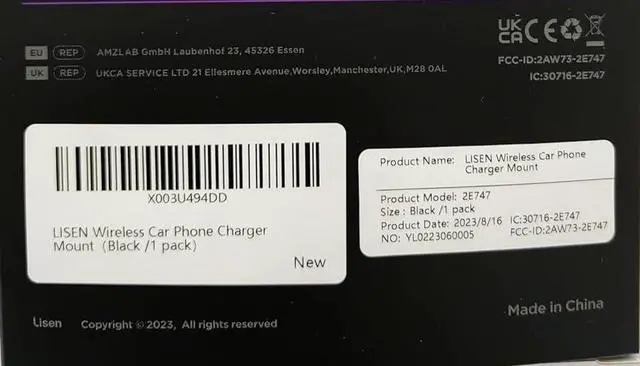 UK
CA CE
EU REP AMZLAB GmbH Laubenhof 23, 45326 Essen
UK REP UKCA SERVICE LTD 21 Ellesmere Avenue,Worsley,Manchester,UK,M28 0AL
FCC-ID:2AW73-2E747
IC:30716-2E747
X003U494DD
LISEN Wireless Car Phone Charger
Mount（Black /1 pack）
New
Product Name: LISEN Wireless Car Phone
Charger Mount
Product Model: 2E747
Size : Black /1 pack
Product Date: 2023/8/16 IC:30716-2E747
NO: YL0223060005 FCC-ID:2AW73-2E747
Lisen Copyright © 2023, All rights reserved
Made in China